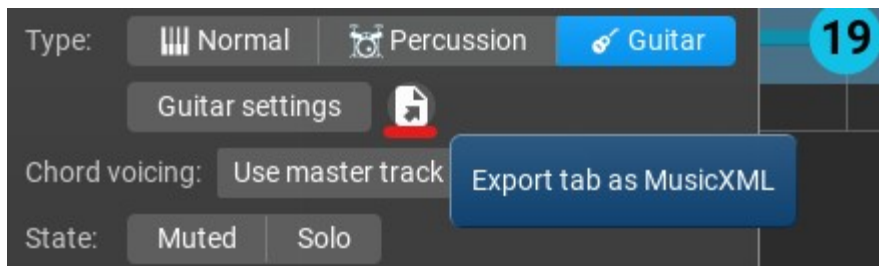 Type: Normal Percussion Guitar 19
Guitar settings
Chord voicing: Use master track
Export tab as MusicXML
State: Muted Solo